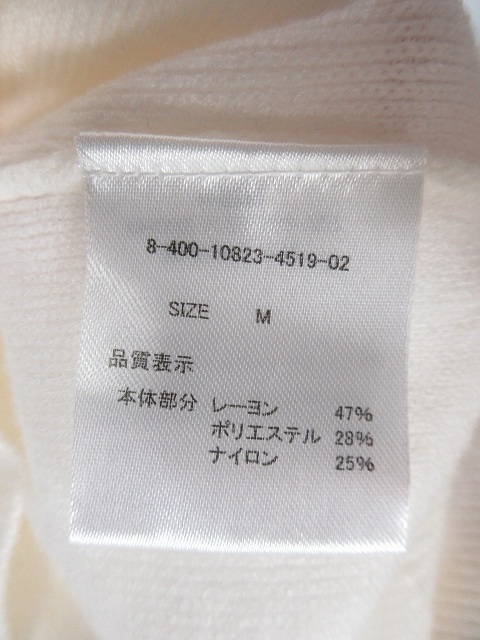 8-400-10823-4519-02
SIZE M
品質表示
本体部分 レーヨン 47%
ポリエステル 28%
ナイロン 25%